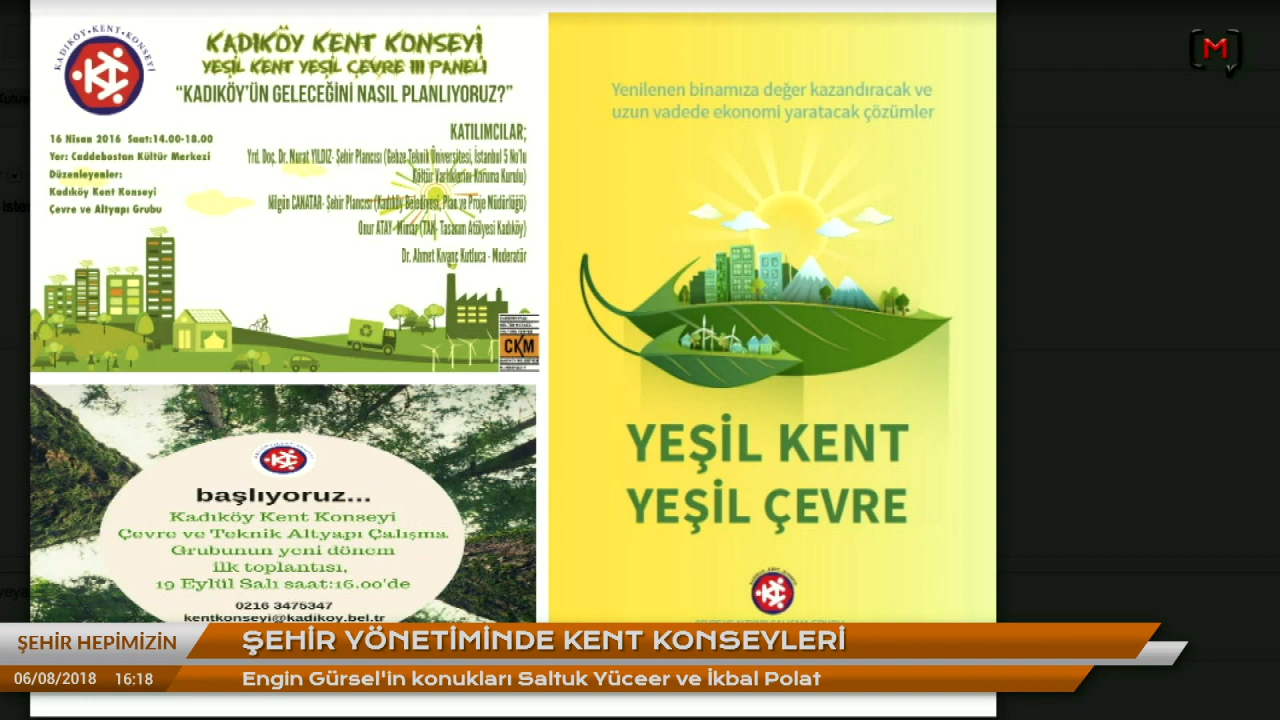 KADIKÖY·KENT·KONSEYİ
KADIKÖY KENT KONSEYİ
YEŞİL KENT YEŞİL ÇEVRE III PANELİ
“KADIKÖY'ÜN GELECEĞİNİ NASIL PLANLIYORUZ?”
16 Nisan 2016 Saat:14.00-18.00
Yer: Caddebostan Kültür Merkezi
Düzenleyenler:
Kadıköy Kent Konseyi
Çevre ve Altyapı Grubu
KATILIMCILAR;
Yrd. Doç. Dr. Murat YILDIZ- Şehir Plancısı (Gebze Teknik Üniversitesi, İstanbul 5 No'lu
Kültür Varlıklarını Koruma Kurulu)
Nilgün CANATAR- Şehir Plancısı (Kadıköy Belediyesi, Plan ve Proje Müdürlüğü)
Onur ATAY- Mimar (TAK- Tasarım Atölyesi Kadıköy)
Dr. Ahmet Kıvanç Kutluca - Moderatör
CKM
başlıyoruz...
Kadıköy Kent Konseyi
Çevre ve Teknik Altyapı Çalışma
Grubunun yeni dönem
ilk toplantısı,
19 Eylül Salı saat:16.00'de
0216 3475347
kentkonseyi@kadikoy.bel.tr
Yenilenen binamıza değer kazandıracak ve
uzun vadede ekonomi yaratacak çözümler
YEŞİL KENT
YEŞİL ÇEVRE
M
ŞEHİR HEPİMİZİN
ŞEHİR YÖNETİMİNDE KENT KONSEYLERİ
06/08/2018 16:18
Engin Gürsel'in konukları Saltuk Yüceer ve İkbal Polat